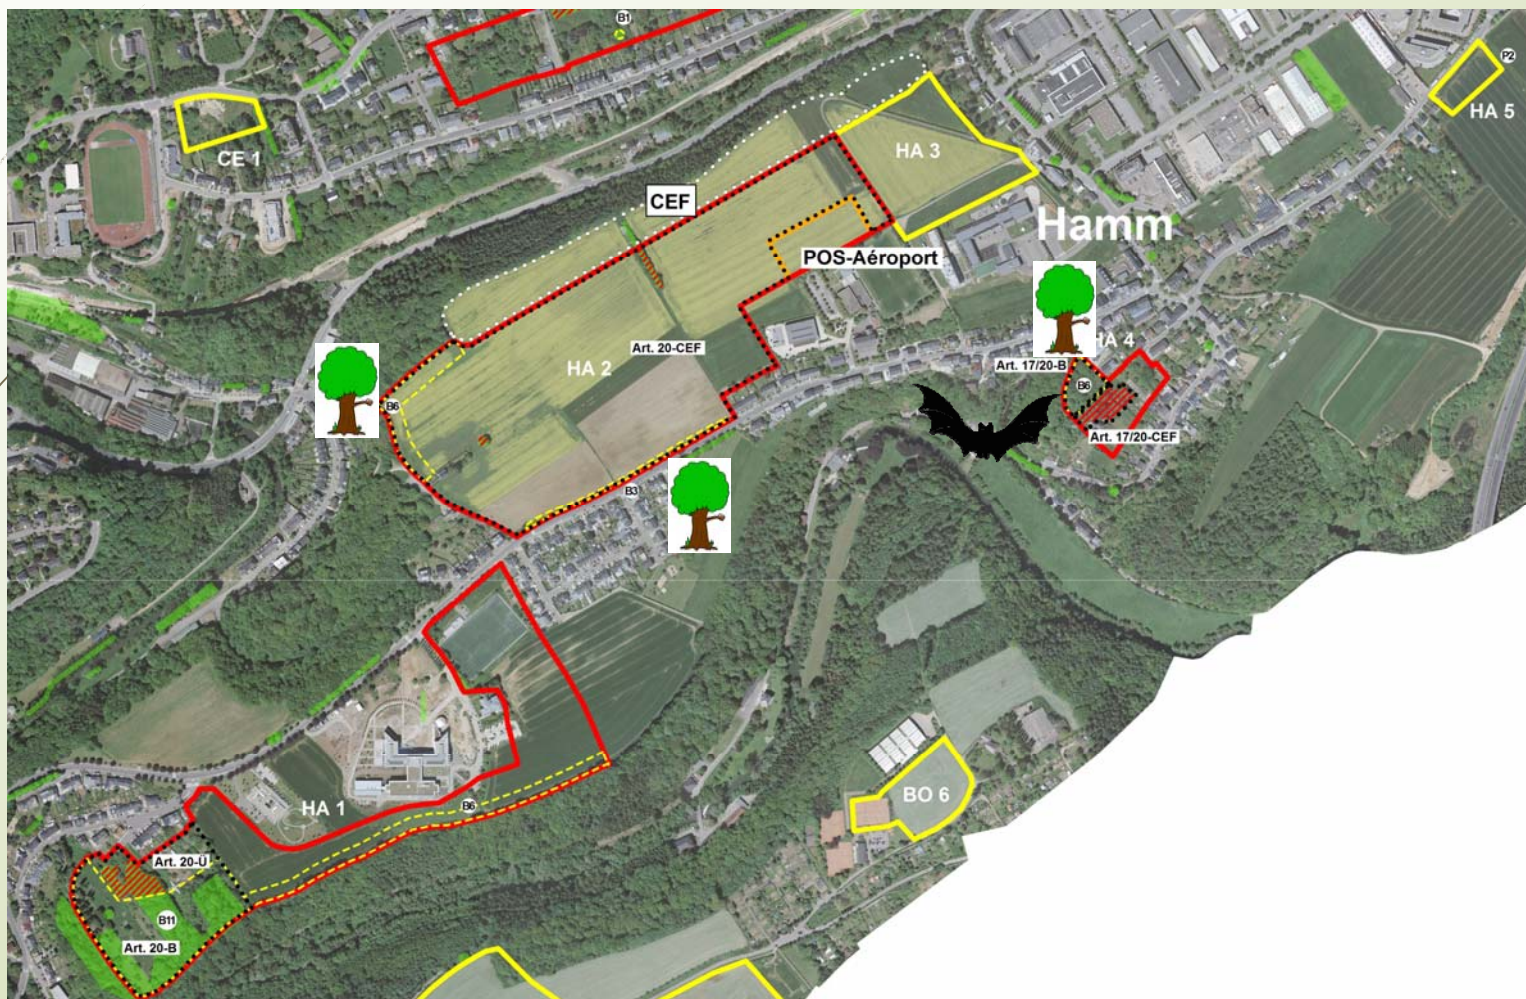 B1
P2
HA 5
CE 1
HA 3
CEF
Hamm
POS-Aéroport
HA 4
Art. 20-CEF
Art. 17/20-B
HA 2
B6
B6
Art. 17/20-CEF
B3
BO 6
HA 1
B6
Art. 20-Ü
B11
Art. 20-B